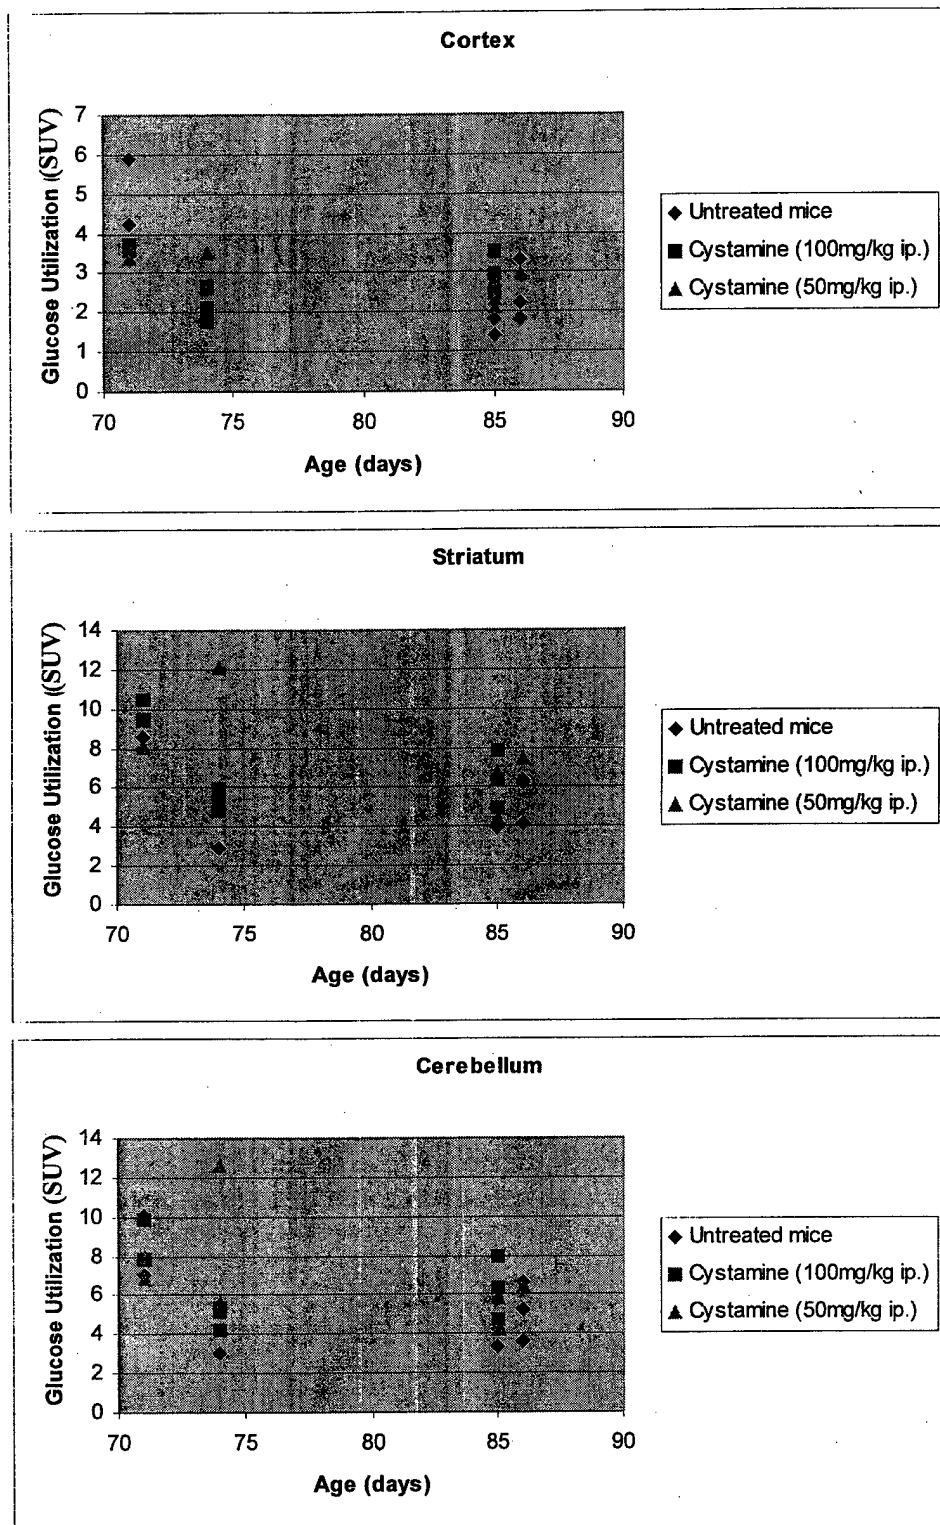 Cortex
Glucose Utilization ((SUV)
7
6
5
4
3
2
1
0
70 75 80 85 90
Age (days)
Untreated mice
Cystamine (100mg/kg ip.)
Cystamine (50mg/kg ip.)
Striatum
Glucose Utilization ((SUV)
14
12
10
8
6
4
2
0
70 75 80 85 90
Age (days)
Untreated mice
Cystamine (100mg/kg ip.)
Cystamine (50mg/kg ip.)
Cerebellum
Glucose Utilization (SUV)
14
12
10
8
6
4
2
0
70 75 80 85 90
Age (days)
Untreated mice
Cystamine (100mg/kg ip.)
Cystamine (50mg/kg ip.)